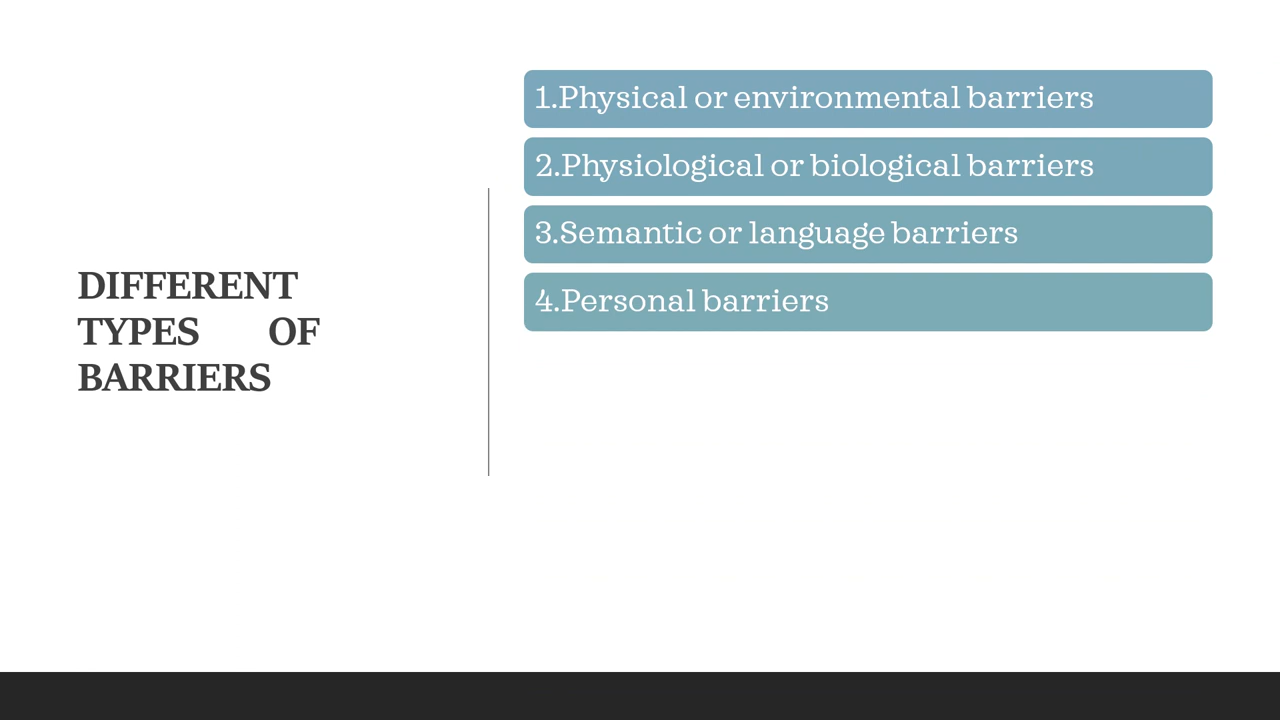 DIFFERENT
TYPES OF
BARRIERS
1.Physical or environmental barriers
2.Physiological or biological barriers
3.Semantic or language barriers
4.Personal barriers